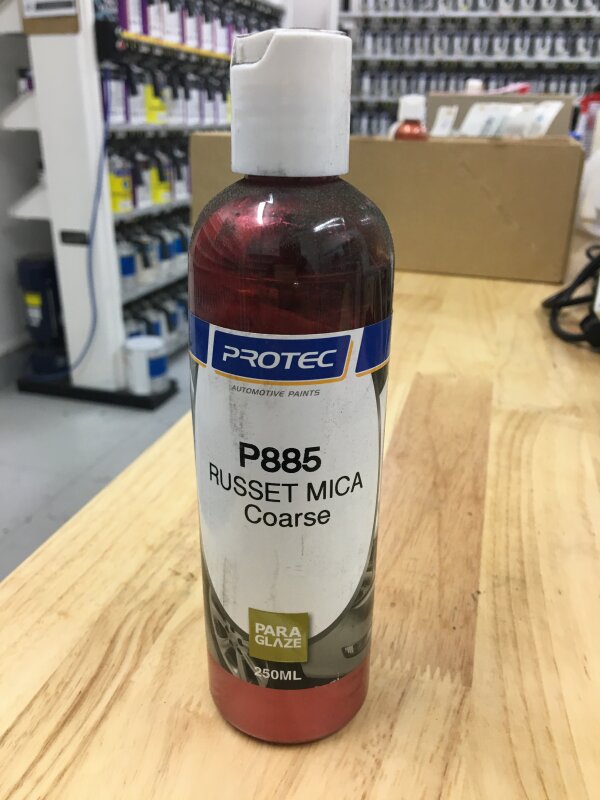 PROTEC
AUTOMOTIVE PAINTS
P885
RUSSET MICA
Coarse
PARA
GLAZE
250ML